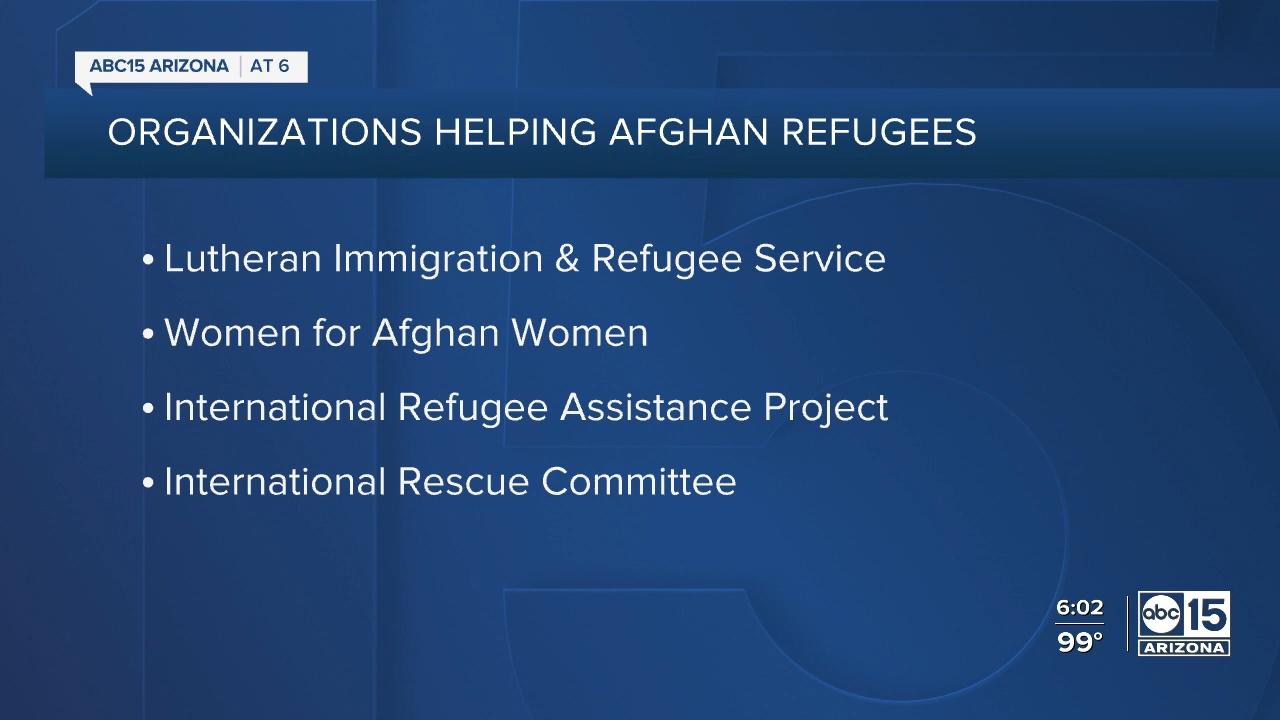 ABC15 ARIZONA | AT 6
ORGANIZATIONS HELPING AFGHAN REFUGEES
• Lutheran Immigration & Refugee Service
• Women for Afghan Women
• International Refugee Assistance Project
• International Rescue Committee
6:02
99°
abc 15
ARIZONA